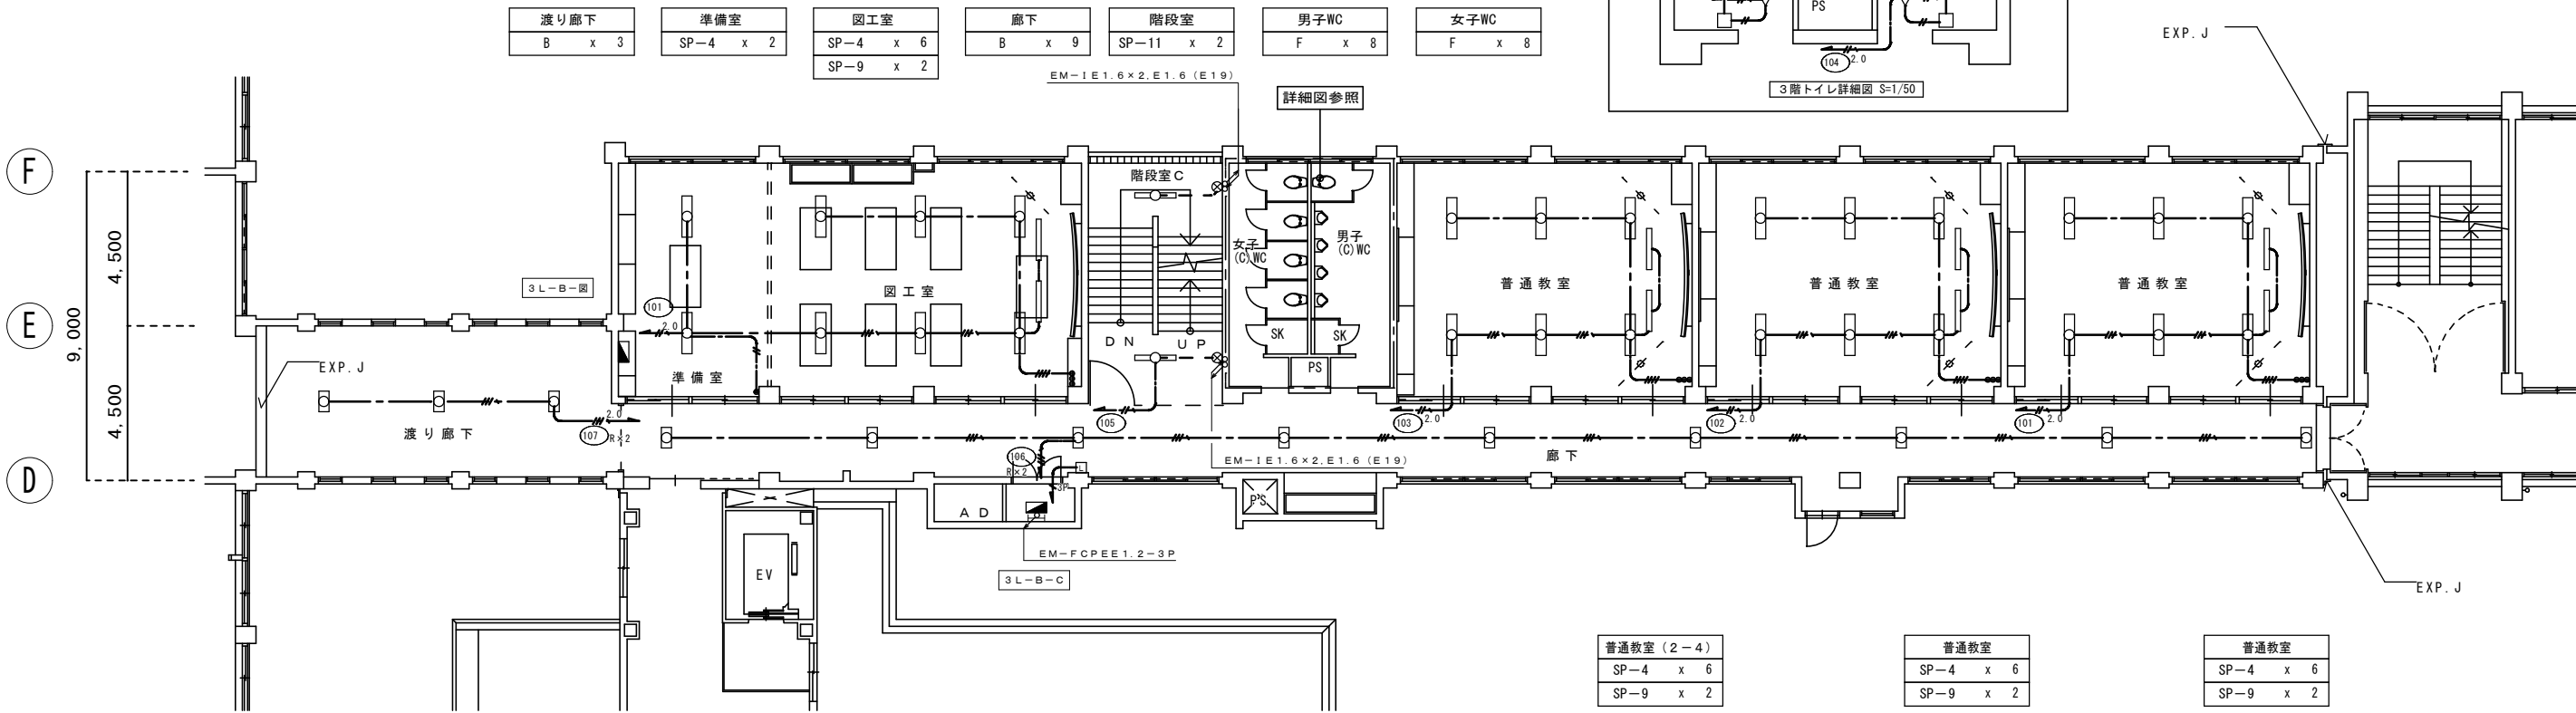 渡り廊下
B x 3
準備室
SP-4 x 2
図工室
SP-4 x 6
SP-9 x 2
廊下
B x 9
階段室
SP-11 x 2
男子WC
F x 8
女子WC
F x 8
PS
104 2.0
3階トイレ詳細図 S=1/50
EXP.J
EM-IE1.6×2,E1.6(E19)
詳細図参照
F
E
D
9,000
4,500
4,500
EXP.J
3L-B-図
101
2.0
準備室
図工室
階段室C
DN
UP
女子
(C)WC
男子
(C)WC
SK
SK
PS
普通教室
普通教室
普通教室
渡り廊下
107
2.0
R×2
106
R×2
3P
L
105
103 2.0
102 2.0
101 2.0
EM-IE1.6×2,E1.6(E19)
廊下
AD
PS
EV
EM-FCPEE1.2-3P
3L-B-C
EXP.J
普通教室(2-4)
SP-4 x 6
SP-9 x 2
普通教室
SP-4 x 6
SP-9 x 2
普通教室
SP-4 x 6
SP-9 x 2